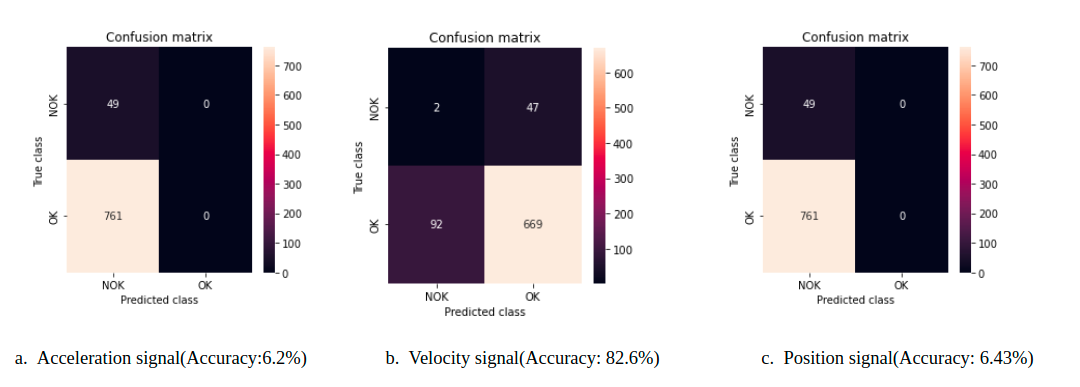 Confusion matrix
NOK
OK
True class
49
0
761
0
NOK
OK
Predicted class
700
600
500
400
300
200
100
0
a. Acceleration signal(Accuracy:6.2%)
Confusion matrix
NOK
OK
True class
2
47
92
669
NOK
OK
Predicted class
600
500
400
300
200
100
b. Velocity signal(Accuracy: 82.6%)
Confusion matrix
NOK
OK
True class
49
0
761
0
NOK
OK
Predicted class
700
600
500
400
300
200
100
0
c. Position signal(Accuracy: 6.43%)